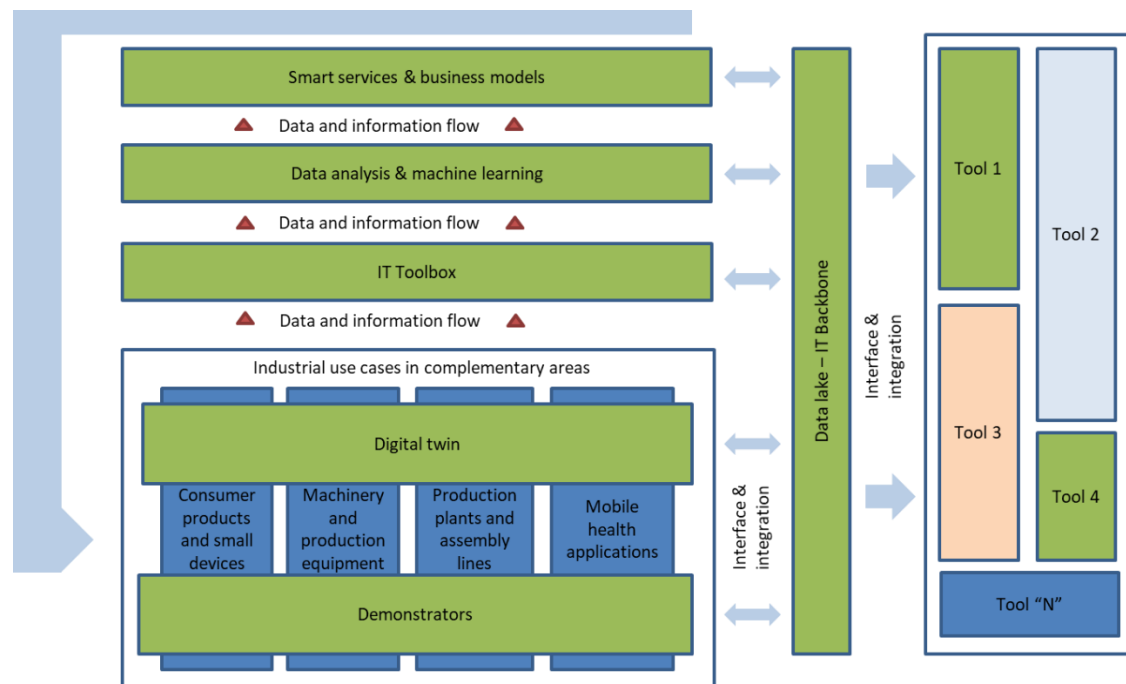 Smart services & business models
Data and information flow
Data analysis & machine learning
Data and information flow
IT Toolbox
Data and information flow
Industrial use cases in complementary areas
Digital twin
Consumer
products
and small
devices
Machinery
and
production
equipment
Production
plants and
assembly
lines
Mobile
health
applications
Demonstrators
Interface &
integration
Data lake – IT Backbone
Interface &
integration
Tool 1
Tool 2
Tool 3
Tool 4
Tool “N”